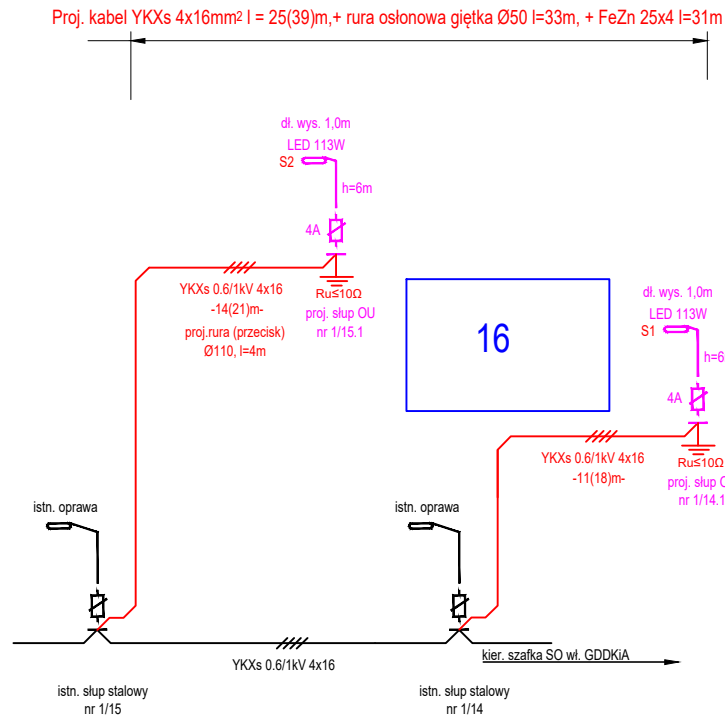 Proj. kabel YKXs 4x16mm² l = 25(39)m,+ rura osłonowa giętka Ø50 l=33m, + FeZn 25x4 l=31m
dł. wys. 1,0m
LED 113W
S2
h=6m
4A
YKXs 0.6/1kV 4x16
-14(21)m-
proj.rura (przecisk)
Ø110, l=4m
Ru≤10Ω
proj. słup OU
nr 1/15.1
16
dł. wys. 1,0m
LED 113W
S1
h=6
4A
YKXs 0.6/1kV 4x16
-11(18)m-
Ru≤10Ω
proj. słup O
nr 1/14.1
istn. oprawa
istn. oprawa
YKXs 0.6/1kV 4x16
kier. szafka SO wł. GDDKiA
istn. słup stalowy
nr 1/15
istn. słup stalowy
nr 1/14